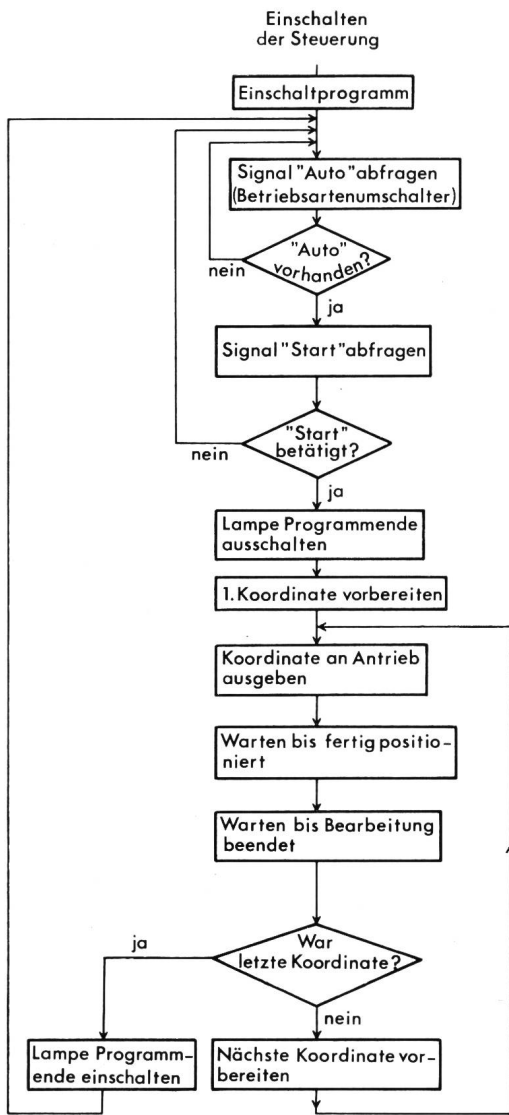 Einschalten
der Steuerung
Einschaltprogramm
Signal "Auto" abfragen
(Betriebsartenumschalter)
"Auto"
vorhanden?
nein
ja
Signal "Start" abfragen
"Start"
betätigt?
nein
ja
Lampe Programmende
ausschalten
1. Koordinate vorbereiten
Koordinate an Antrieb
ausgeben
Warten bis fertig positio-
niert
Warten bis Bearbeitung
beendet
War
letzte Koordinate?
ja
nein
Lampe Programm-
ende einschalten
Nächste Koordinate vor-
bereiten